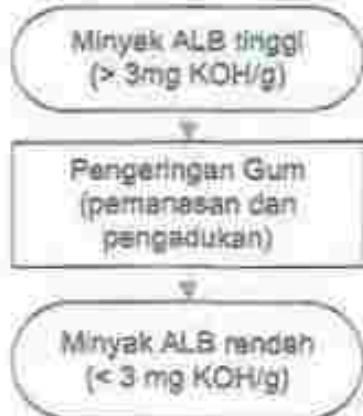 Minyak ALB tinggi
(> 3mg KOH/g)
Pengeringan Gum
(pemanasan dan
pengadukan)
Minyak ALB rendah
(< 3 mg KOH/g)